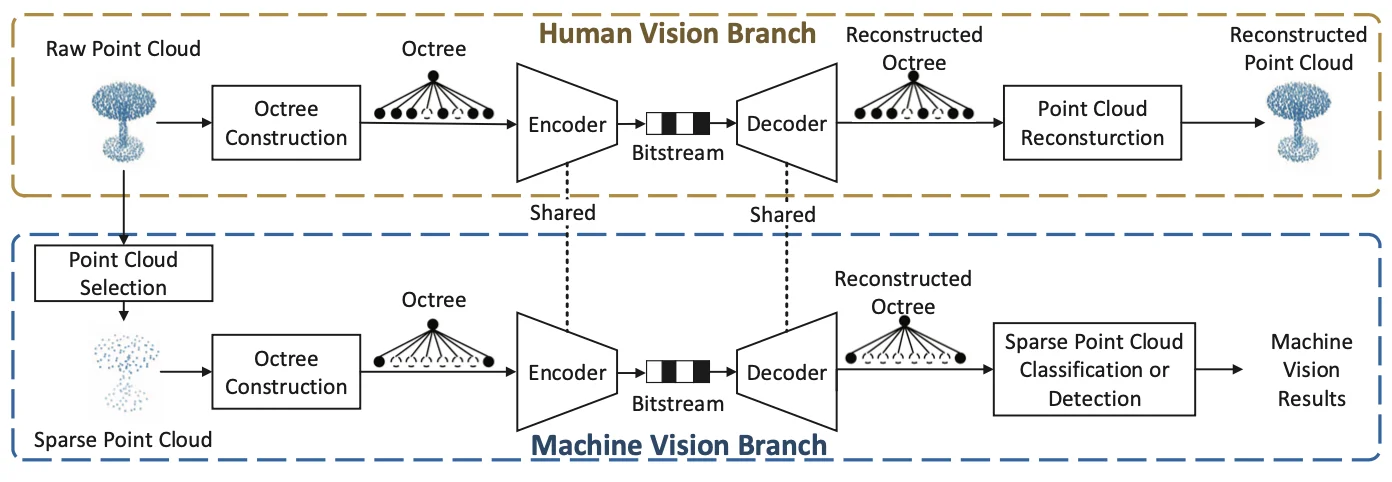 Human Vision Branch
Raw Point Cloud
Octree
Reconstructed
Octree
Reconstructed
Point Cloud
Octree
Construction
Encoder
Bitstream
Decoder
Point Cloud
Reconsturction
Shared
Shared
Point Cloud
Selection
Octree
Reconstructed
Octree
Octree
Construction
Encoder
Bitstream
Decoder
Sparse Point Cloud
Classification or
Detection
Machine
Vision
Results
Sparse Point Cloud
Machine Vision Branch